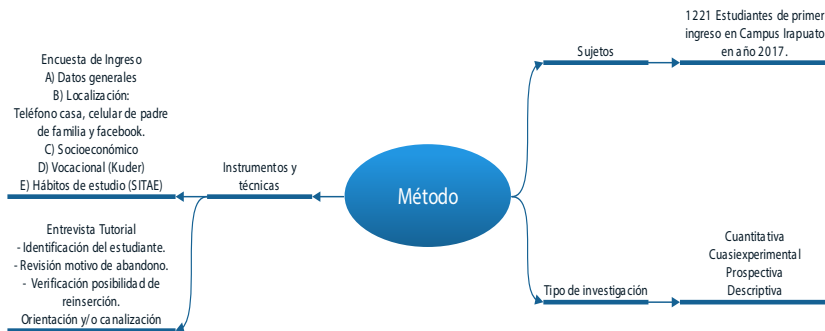 1221 Estudiantes de primer
ingreso en Campus Irapuato
en año 2017.
Sujetos
Encuesta de Ingreso
A) Datos generales
B) Localización:
Teléfono casa, celular de padre
de familia y facebook.
C) Socioeconómico
D) Vocacional (Kuder)
E) Hábitos de estudio (SITAE)
Instrumentos y
técnicas
Método
Entrevista Tutorial
- Identificación del estudiante.
- Revisión motivo de abandono.
- Verificación posibilidad de
reinserción.
Orientación y/o canalización
Tipo de investigación
Cuantitativa
Cuasiexperimental
Prospectiva
Descriptiva